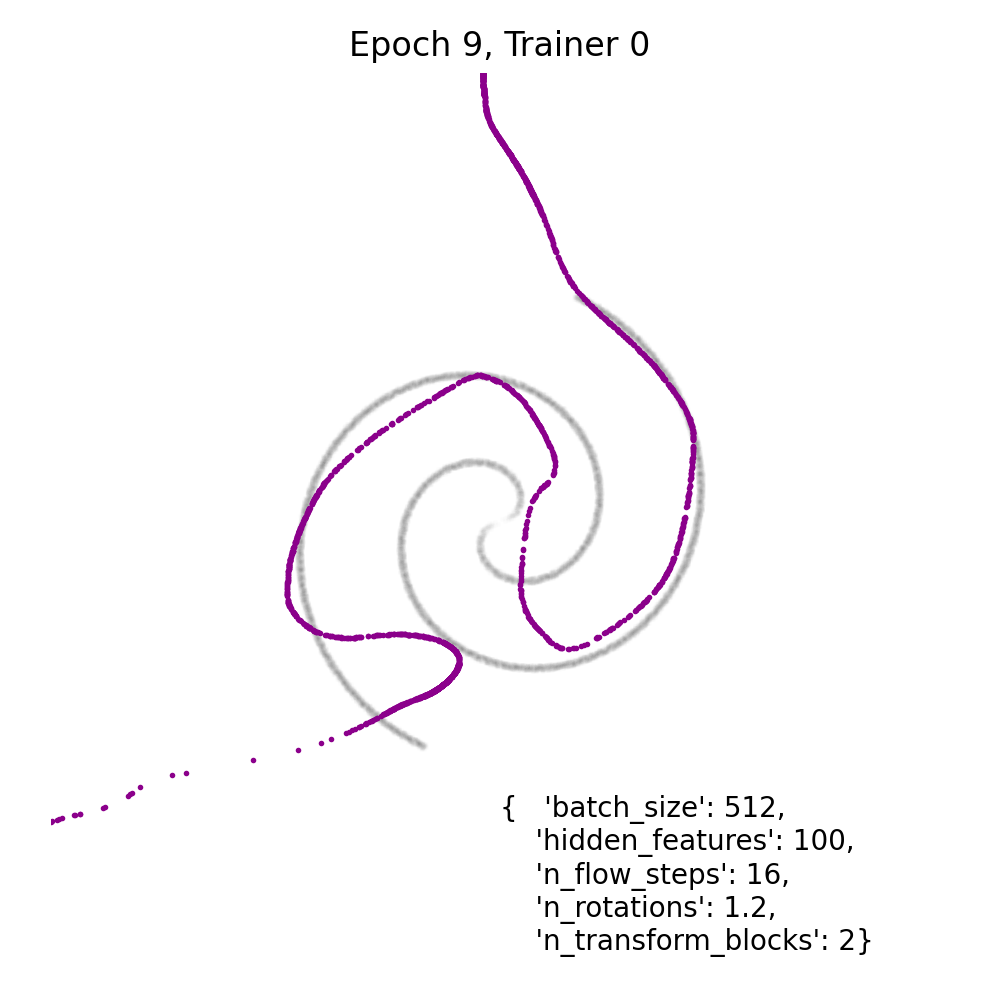 Epoch 9, Trainer 0
{   'batch_size': 512,
'hidden_features': 100,
'n_flow_steps': 16,
'n_rotations': 1.2,
'n_transform_blocks': 2}